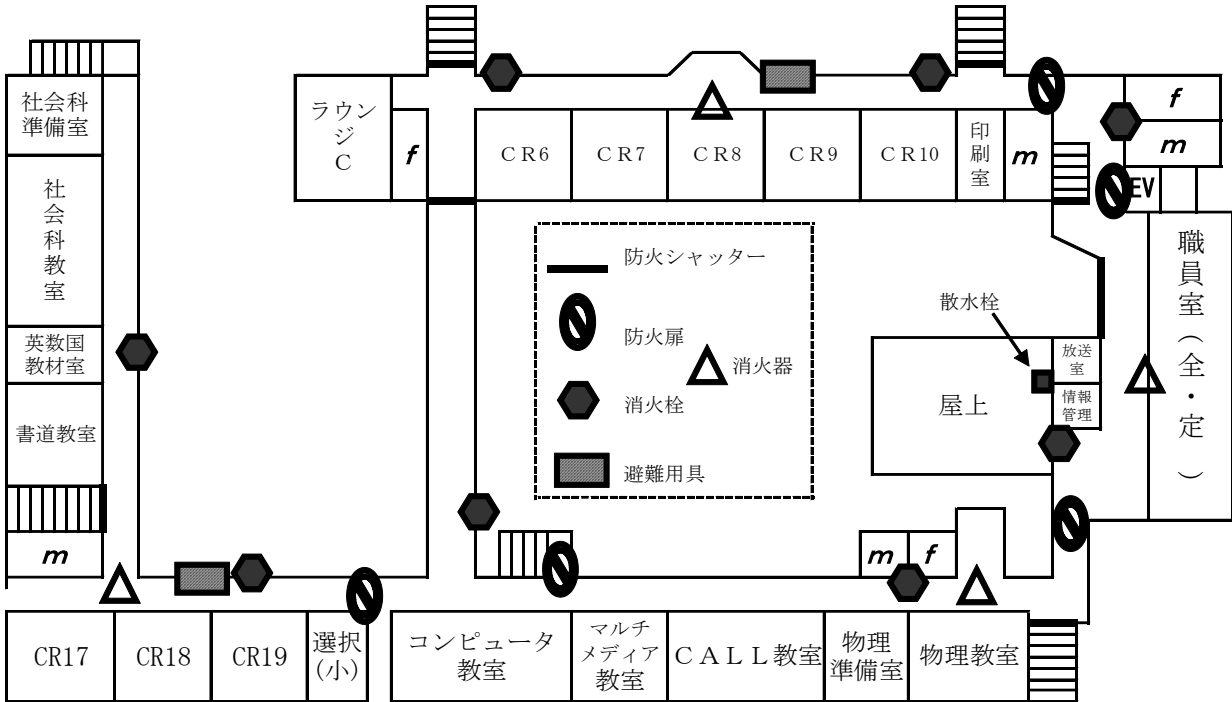 社会科
準備室
社
会
科
教
室
英数国
教材室
書道教室
m
ラウン
ジ
C
f
ＣＲ6
ＣＲ7
ＣＲ8
ＣＲ9
ＣＲ10
印
刷
室
m
f
m
EV
職
員
室
（
全
・
定
）
防火シャッター
防火扉
消火器
消火栓
避難用具
散水栓
放送
室
情報
管理
屋上
m
f
CR17
CR18
CR19
選択
(小)
コンピュータ
教室
マルチ
メディア
教室
ＣＡＬＬ教室
物理
準備室
物理教室